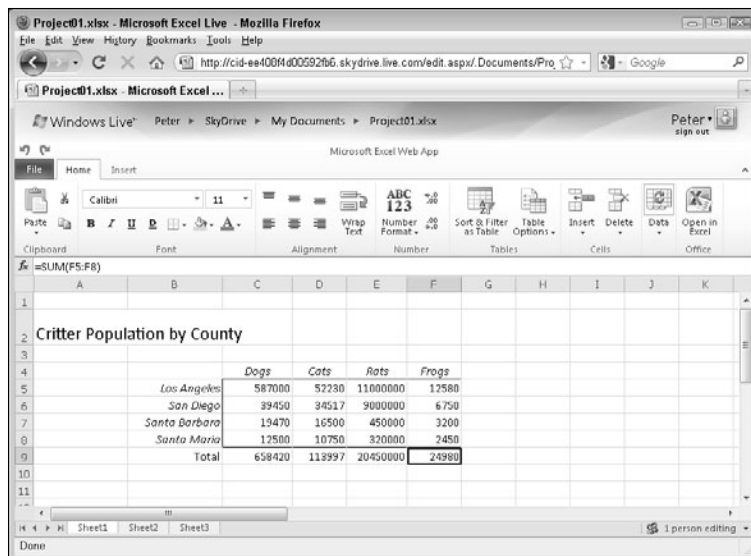 Project01.xlsx - Microsoft Excel Live - Mozilla Firefox
File Edit View History Bookmarks Tools Help
http://cid-ee408f4d00592fb6.skydrive.live.com/edit.aspx/.Documents/Proj
Google
Project01.xlsx - Microsoft Excel ...
Windows Live Peter SkyDrive My Documents Project01.xlsx
Peter
sign out
Microsoft Excel Web App
File Home Insert
Calibri 11 ABC 123
Paste B I U D A Wrap Text Number Format Sort & Filter as Table Table Options Insert Delete Data Open in Excel
Clipboard Font Alignment Number Tables Cells Office
fx =SUM(F5:F8)
A B C D E F G H I J K
1
2 Critter Population by County
3
4 Dogs Cats Rats Frogs
5 Los Angeles 587000 52230 11000000 12580
6 San Diego 39450 34517 9000000 6750
7 Santa Barbara 19470 16500 450000 3200
8 Santa Maria 12500 10750 320000 2450
9 Total 658420 113997 20450000 24980
10
11
Sheet1 Sheet2 Sheet3
1 person editing
Done